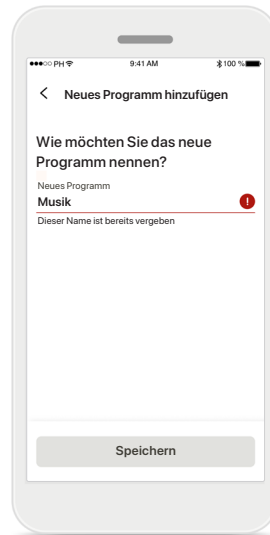 PH 9:41 AM 100 %
Neues Programm hinzufügen
Wie möchten Sie das neue
Programm nennen?
Neues Programm
Musik
!
Dieser Name ist bereits vergeben
Speichern